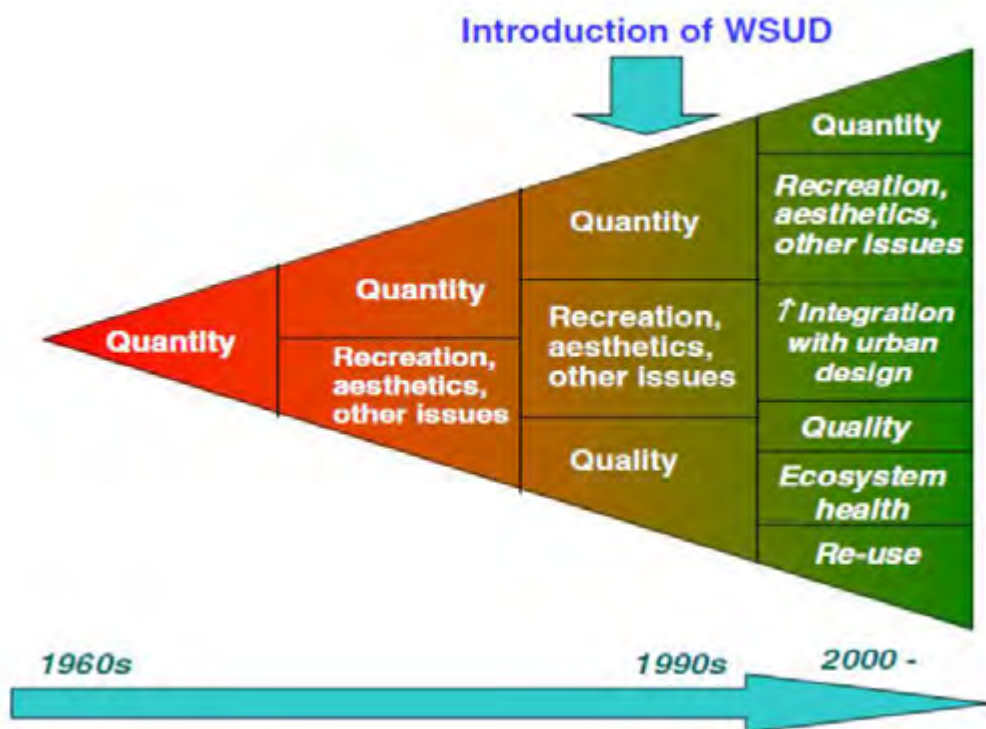 Introduction of WSUD
Quantity
Quantity
Recreation,
aesthetics,
other issues
Quantity
Recreation,
aesthetics,
other issues
Quality
Quantity
Recreation,
aesthetics,
other Issues
↑ Integration
with urban
design
Quality
Ecosystem
health
Re-use
1960s
1990s
2000 -